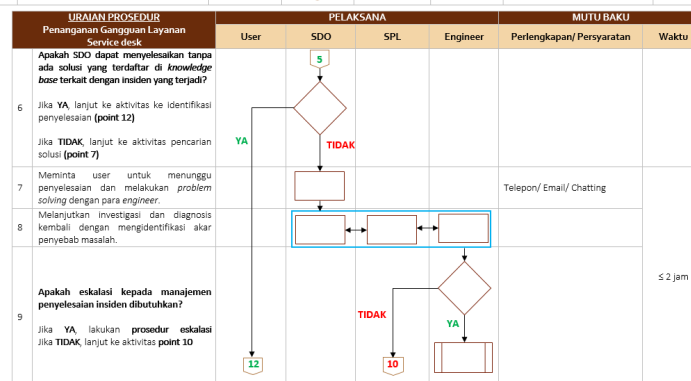 URAIAN PROSEDUR
Penanganan Gangguan Layanan
Service desk
PELAKSANA
MUTU BAKU
User
SDO
SPL
Engineer
Perlengkapan/ Persyaratan
Waktu
6
Apakah SDO dapat menyelesaikan tanpa
ada solusi yang terdaftar di knowledge
base terkait dengan insiden yang terjadi?
Jika YA, lanjut ke aktivitas ke identifikasi
penyelesaian (point 12)
Jika TIDAK, lanjut ke aktivitas pencarian
solusi (point 7)
5
YA
TIDAK
7
Meminta user untuk menunggu
penyelesaian dan melakukan problem
solving dengan para engineer.
Telepon/ Email/ Chatting
8
Melanjutkan investigasi dan diagnosis
kembali dengan mengidentifikasi akar
penyebab masalah.
9
Apakah eskalasi kepada manajemen
penyelesaian insiden dibutuhkan?
Jika YA, lakukan prosedur eskalasi
Jika TIDAK, lanjut ke aktivitas point 10
TIDAK
YA
12
10
≤ 2 jam